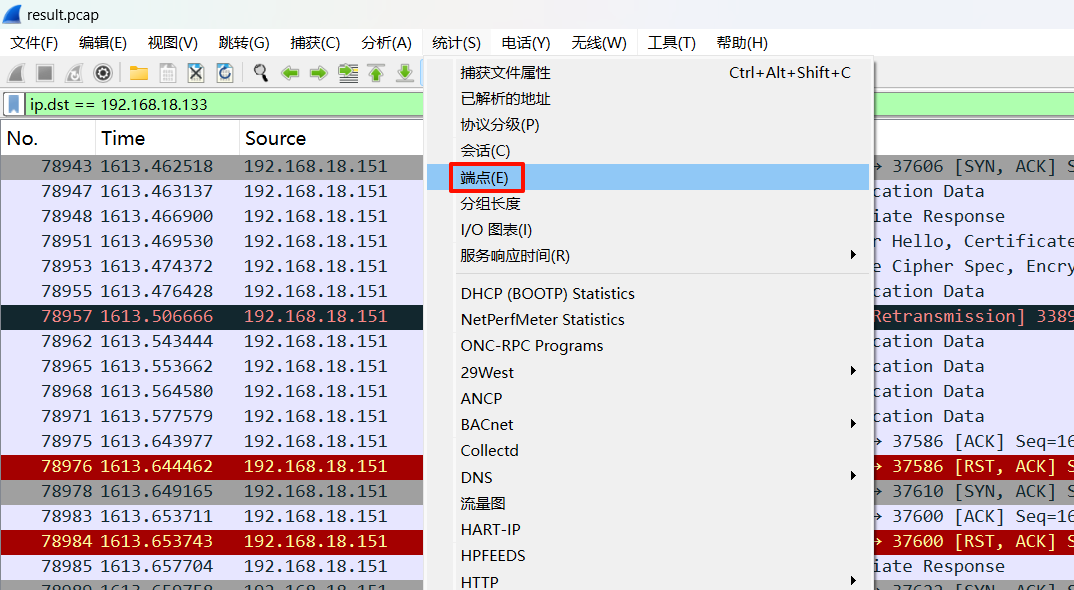 result.pcap
文件(F) 编辑(E) 视图(V) 跳转(G) 捕获(C) 分析(A) 统计(S) 电话(Y) 无线(W) 工具(T) 帮助(H)
ip.dst == 192.168.18.133
No. Time Source
78943 1613.462518 192.168.18.151 → 37606 [SYN, ACK] S
78947 1613.463137 192.168.18.151 cation Data
78948 1613.466900 192.168.18.151 iate Response
78951 1613.469530 192.168.18.151 r Hello, Certificate
78953 1613.474372 192.168.18.151 e Cipher Spec, Encry
78955 1613.476428 192.168.18.151 cation Data
78957 1613.506666 192.168.18.151 Retransmission] 3389
78962 1613.543444 192.168.18.151 cation Data
78965 1613.553662 192.168.18.151 cation Data
78968 1613.564580 192.168.18.151 cation Data
78971 1613.577579 192.168.18.151 cation Data
78975 1613.643977 192.168.18.151 → 37586 [ACK] Seq=16
78976 1613.644462 192.168.18.151 → 37586 [RST, ACK] S
78978 1613.649165 192.168.18.151 → 37610 [SYN, ACK] S
78983 1613.653711 192.168.18.151 → 37600 [ACK] Seq=16
78984 1613.653743 192.168.18.151 → 37600 [RST, ACK] S
78985 1613.657704 192.168.18.151 iate Response
捕获文件属性 Ctrl+Alt+Shift+C
已解析的地址
协议分级(P)
会话(C)
端点(E)
分组长度
I/O 图表(I)
服务响应时间(R)
DHCP (BOOTP) Statistics
NetPerfMeter Statistics
ONC-RPC Programs
29West
ANCP
BACnet
Collectd
DNS
流量图
HART-IP
HPFEEDS
HTTP